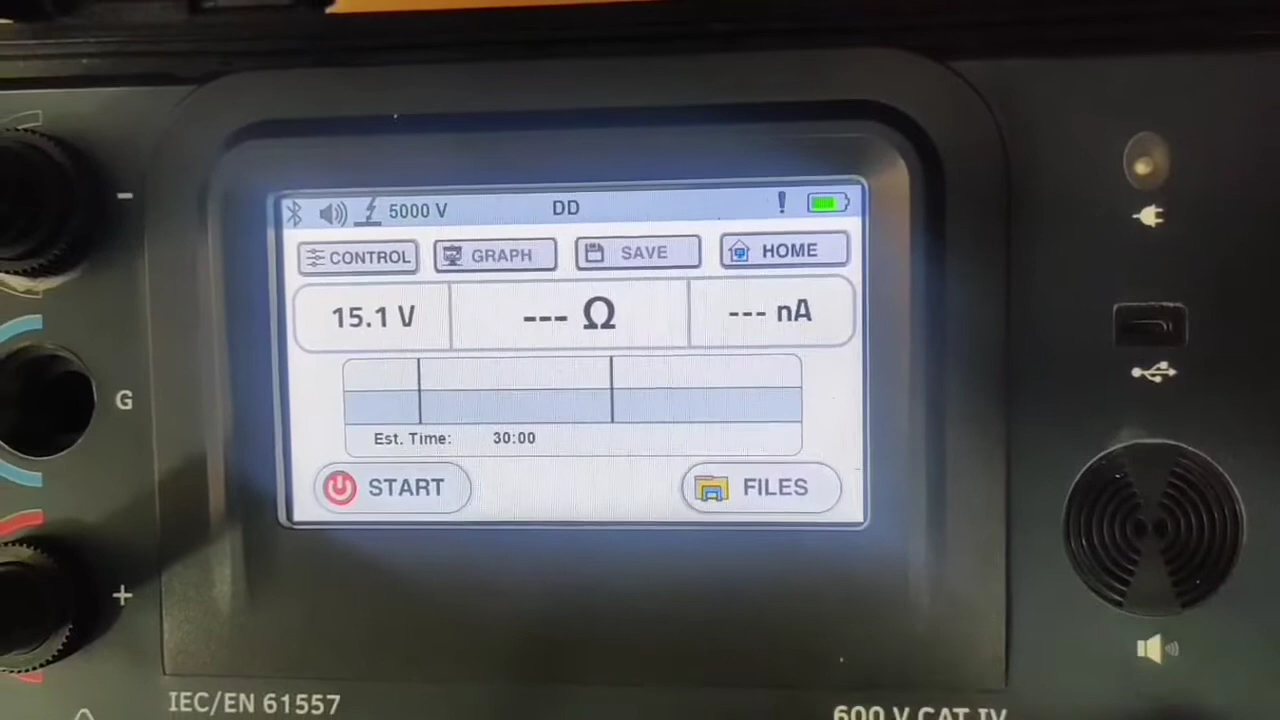 5000 V DD
CONTROL GRAPH SAVE HOME
15.1 V --- Ω --- nA
Est. Time: 30:00
START FILES
-
G
+
IEC/EN 61557
600 V CAT IV